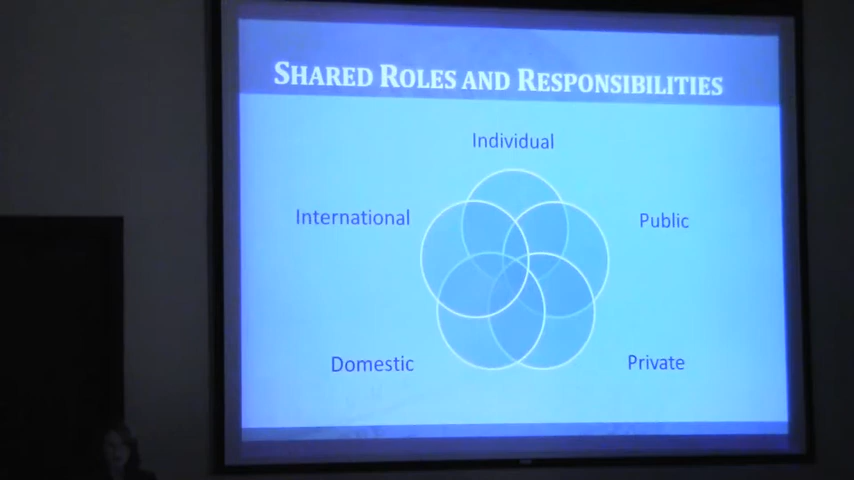 SHARED ROLES AND RESPONSIBILITIES
Individual
International
Public
Domestic
Private